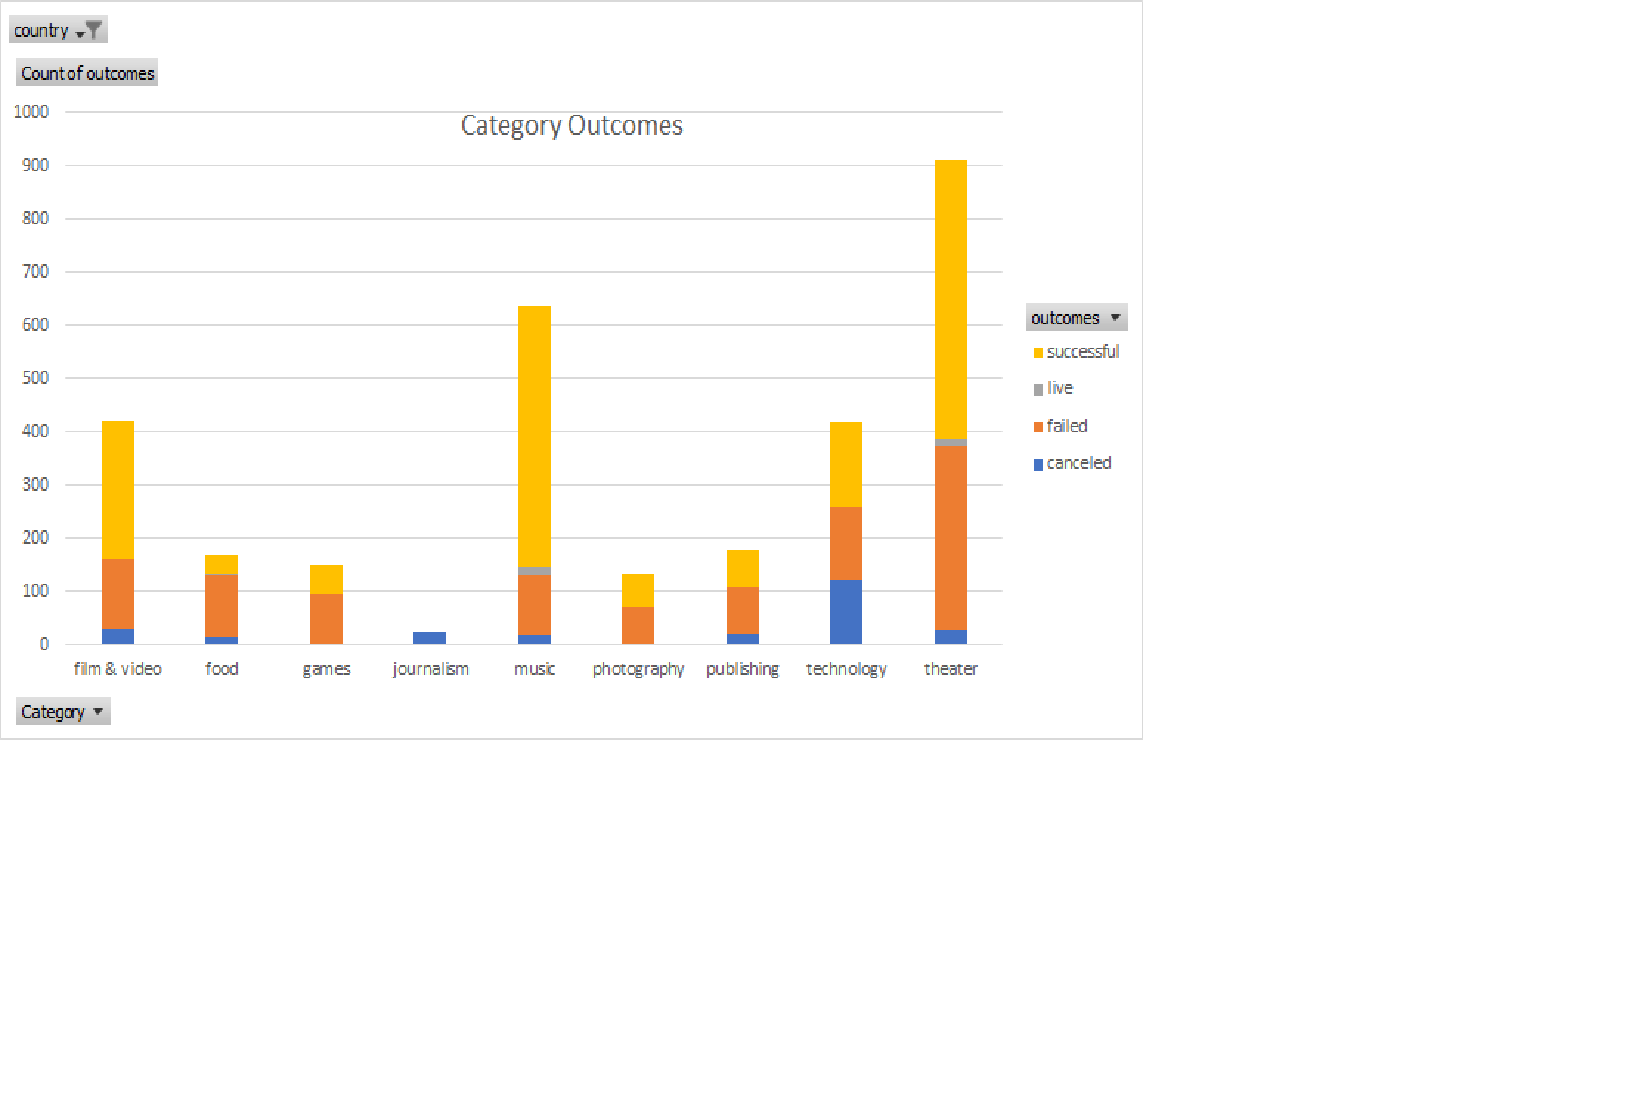 country
Count of outcomes
Category Outcomes
1000
900
800
700
600
500
400
300
200
100
0
film & video food games journalism music photography publishing technology theater
outcomes
successful
live
failed
canceled
Category